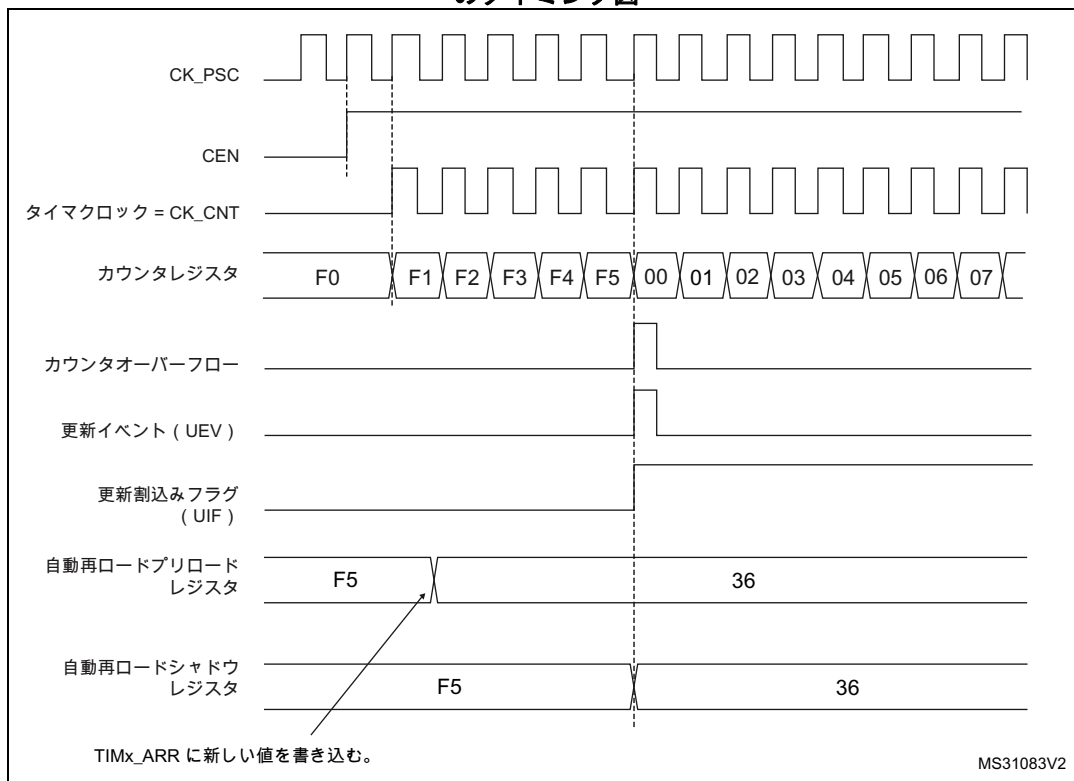 のタイミング図
CK_PSC
CEN
タイマクロック = CK_CNT
カウンタレジスタ
F0 F1 F2 F3 F4 F5 00 01 02 03 04 05 06 07
カウンタオーバーフロー
更新イベント ( UEV )
更新割込みフラグ
( UIF )
自動再ロードプリロード
レジスタ
F5 36
自動再ロードシャドウ
レジスタ
F5 36
TIMx_ARR に新しい値を書き込む。
MS31083V2